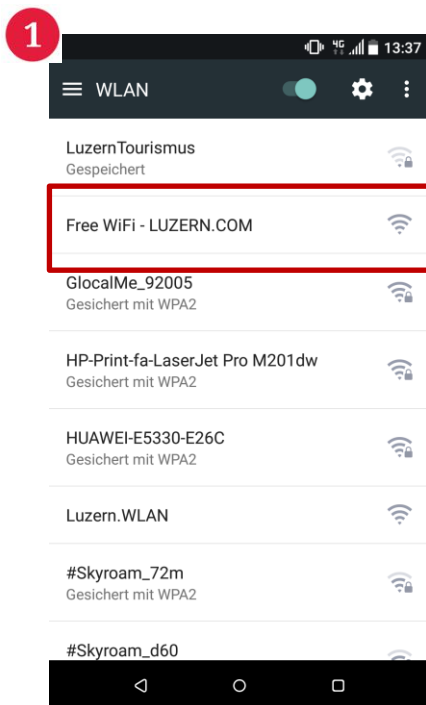 1
4G 13:37
WLAN
LuzernTourismus
Gespeichert
Free WiFi - LUZERN.COM
GlocalMe_92005
Gesichert mit WPA2
HP-Print-fa-LaserJet Pro M201dw
Gesichert mit WPA2
HUAWEI-E5330-E26C
Gesichert mit WPA2
Luzern.WLAN
#Skyroam_72m
Gesichert mit WPA2
#Skyroam_d60